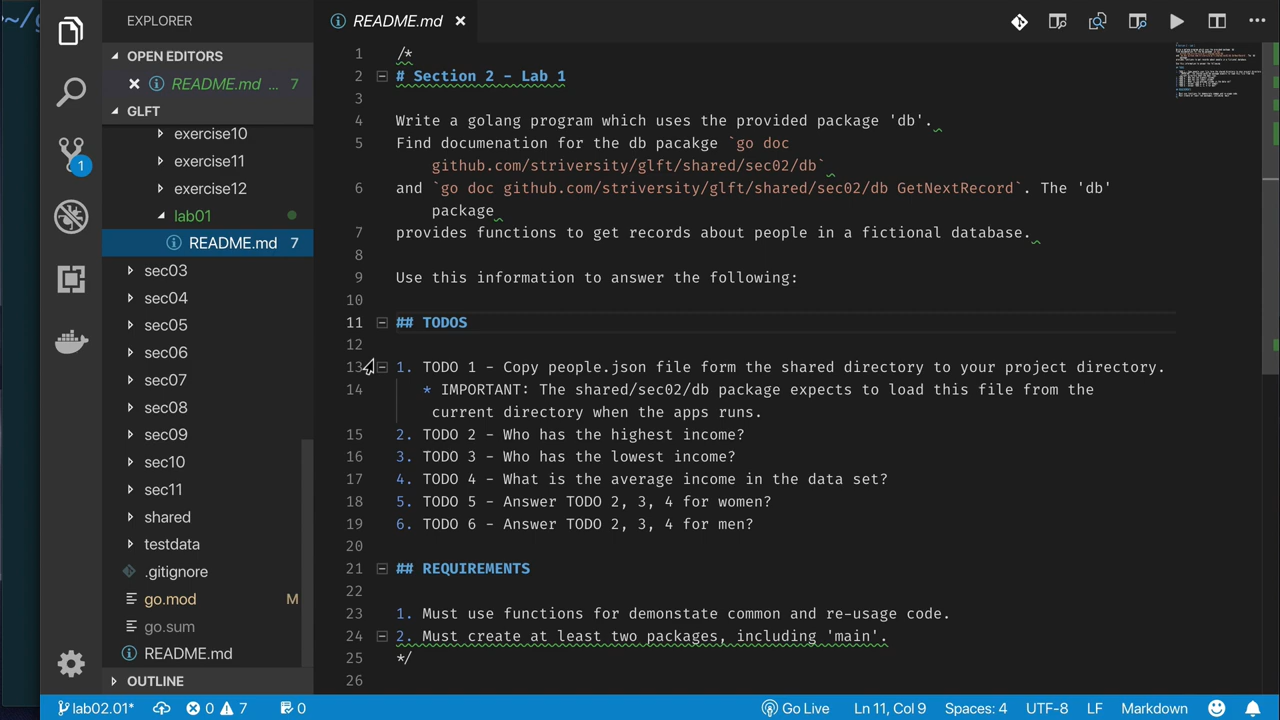 ~/g
EXPLORER
OPEN EDITORS
README.md ... 7
GLFT
exercise10
exercise11
exercise12
lab01
README.md 7
sec03
sec04
sec05
sec06
sec07
sec08
sec09
sec10
sec11
shared
testdata
.gitignore
go.mod M
go.sum
README.md
OUTLINE
1
README.md
1 /*
2 # Section 2 - Lab 1
3
4 Write a golang program which uses the provided package 'db'.
5 Find documenation for the db pacakge `go doc
github.com/striversity/glft/shared/sec02/db`
6 and `go doc github.com/striversity/glft/shared/sec02/db GetNextRecord`. The 'db'
package
7 provides functions to get records about people in a fictional database.
8
9 Use this information to answer the following:
10
11 ## TODOS
12
13 1. TODO 1 - Copy people.json file form the shared directory to your project directory.
14 * IMPORTANT: The shared/sec02/db package expects to load this file from the
current directory when the apps runs.
15 2. TODO 2 - Who has the highest income?
16 3. TODO 3 - Who has the lowest income?
17 4. TODO 4 - What is the average income in the data set?
18 5. TODO 5 - Answer TODO 2, 3, 4 for women?
19 6. TODO 6 - Answer TODO 2, 3, 4 for men?
20
21 ## REQUIREMENTS
22
23 1. Must use functions for demonstate common and re-usage code.
24 2. Must create at least two packages, including 'main'.
25 */
26
lab02.01* 0 7 0 Go Live Ln 11, Col 9 Spaces: 4 UTF-8 LF Markdown